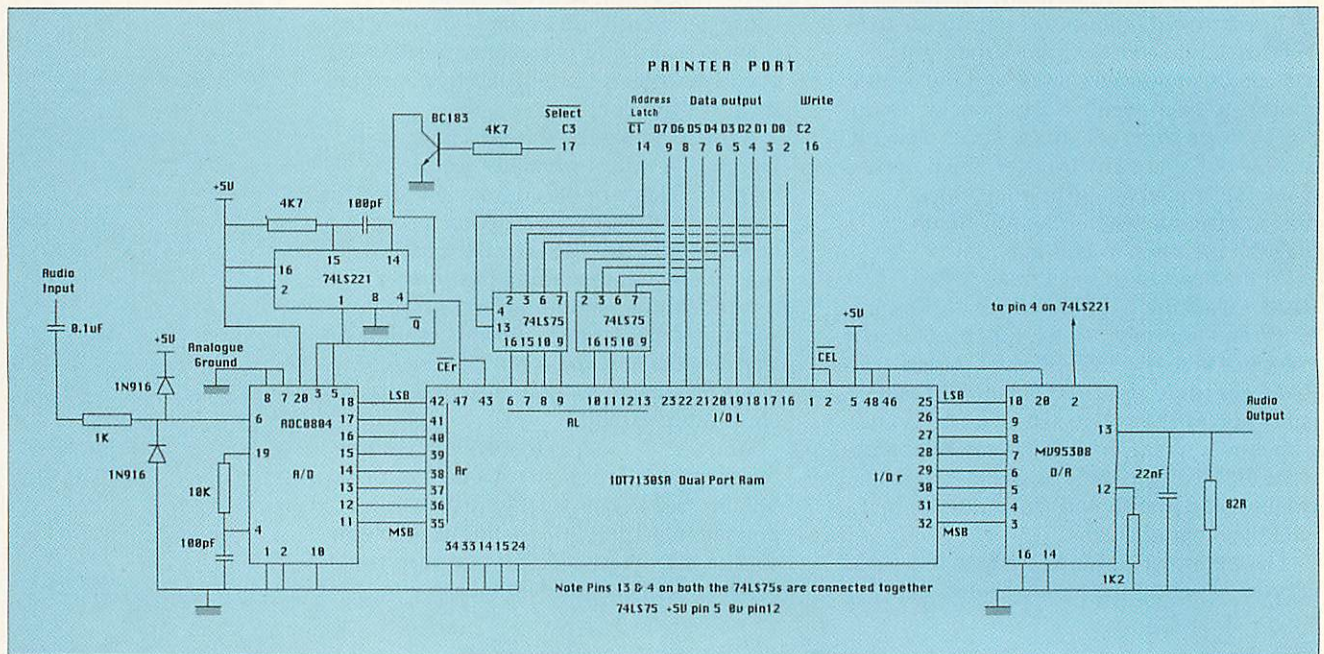 PRINTER PORT
Address Latch
Data output
Write
Select
C3
17
C1 D7 D6 D5 D4 D3 D2 D1 D0 C2
14 9 8 7 6 5 4 3 2 16
BC183
4K7
+5V
4K7
100pF
15 14
16
2
74LS221
1 8 4
Q
Audio Input
0.1uF
Analogue Ground
+5V
1N916
1K
1N916
10K
100pF
8 7 20 3 5
6
ADC0804
19
A/D
4
18
17
16
15
14
13
12
11
1 2 10
LSB
MSB
2 3 6 7
4
13
74LS75
16 15 10 9
2 3 6 7
74LS75
16 15 10 9
CEr
CEL
+5V
42 47 43 6 7 8 9 10 11 12 13 23 22 21 20 19 18 17 16 1 2 5 48 46 25
AL
I/O L
41
40
39
38
37
36
35
Ar
IDT7130SA Dual Port Ram
34 33 14 15 24
I/O r
26
27
28
29
30
31
32
LSB
MSB
to pin 4 on 74LS221
10 20 2
9
8
7
6
5
4
3
13
MV95308
D/A
12
16 14
22nF
82R
1K2
Audio Output
Note Pins 13 & 4 on both the 74LS75s are connected together
74LS75 +5V pin 5 0v pin12